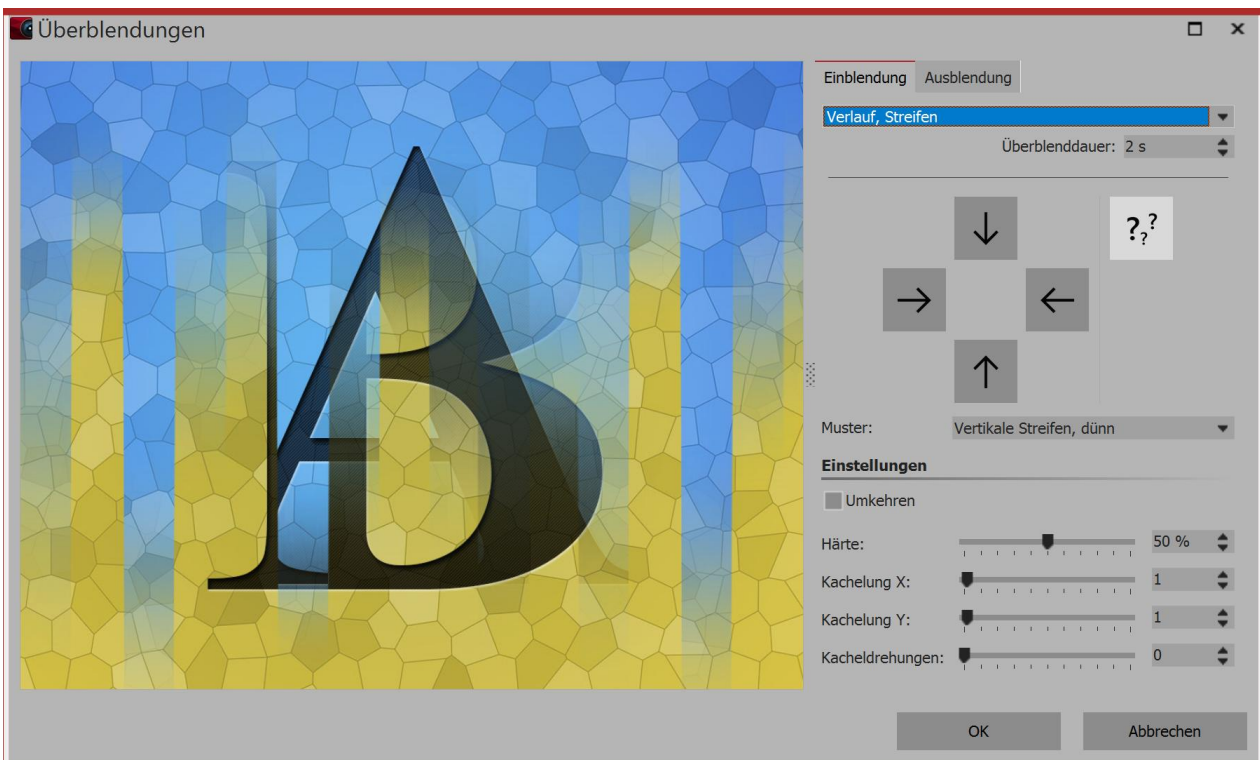 Überblendungen
Einblendung Ausblendung
Verlauf, Streifen
Überblenddauer: 2 s
???
AB
Muster: Vertikale Streifen, dünn
Einstellungen
Umkehren
Härte: 50 %
Kachelung X: 1
Kachelung Y: 1
Kacheldrehungen: 0
OK Abbrechen